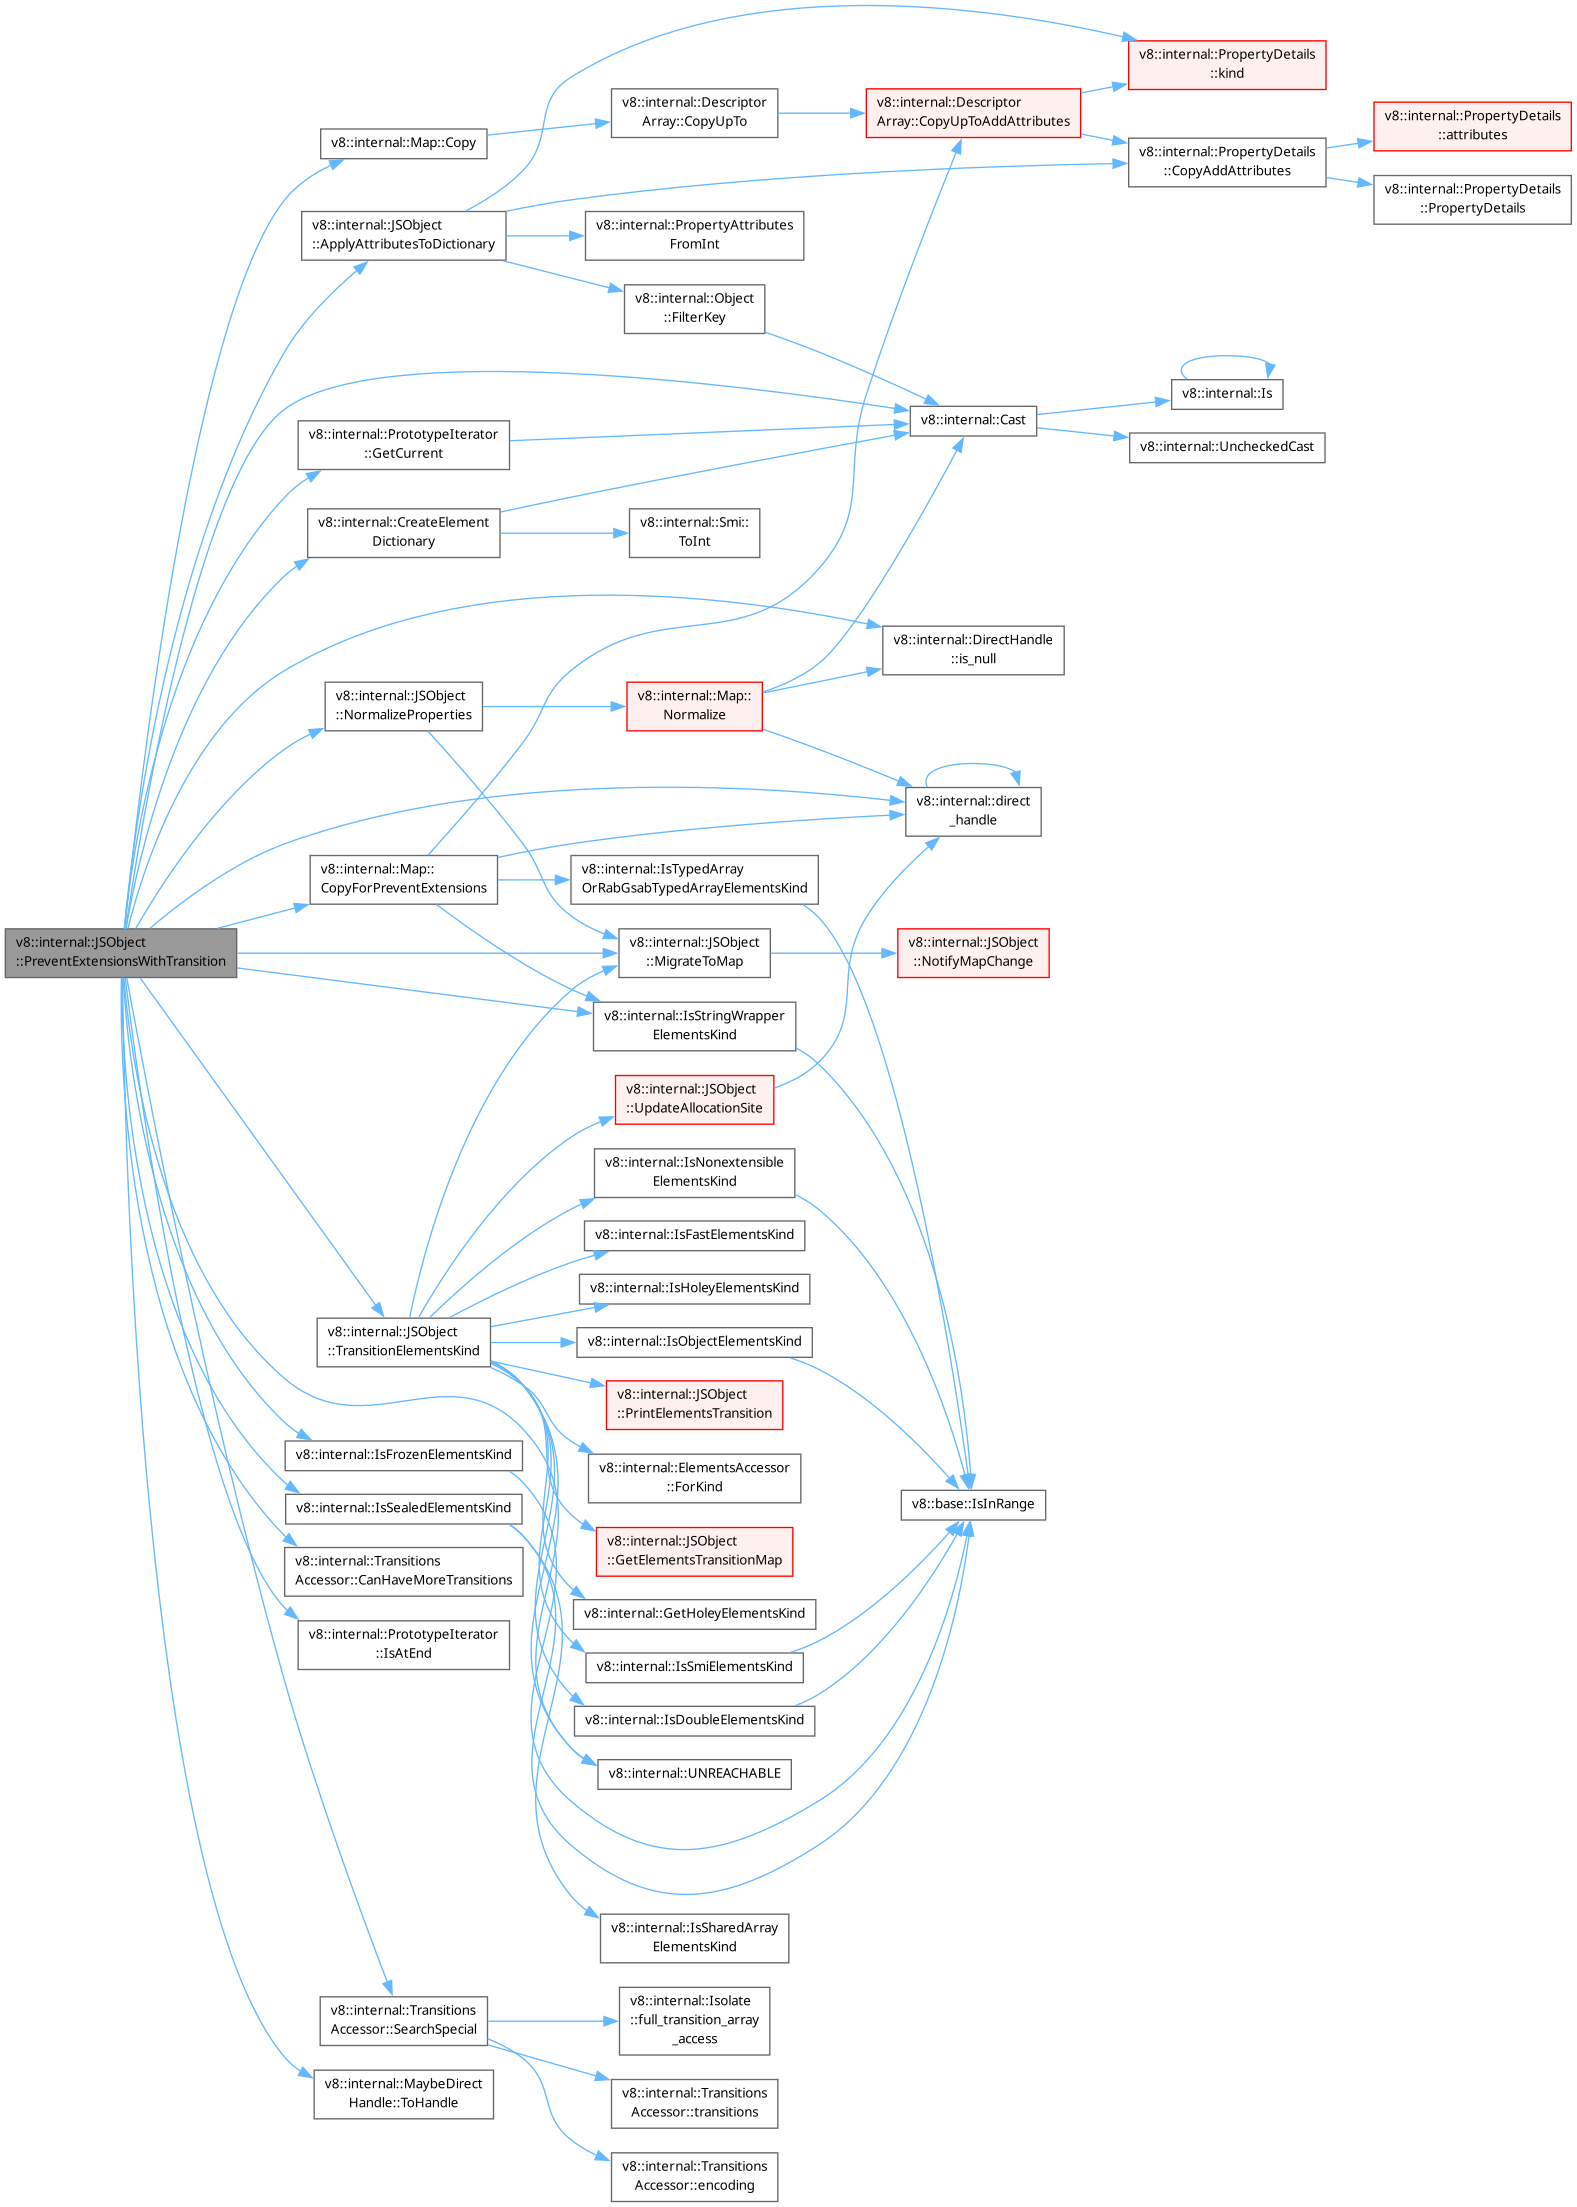 v8::internal::PropertyDetails
::kind
v8::internal::Descriptor
Array::CopyUpTo
v8::internal::Descriptor
Array::CopyUpToAddAttributes
v8::internal::PropertyDetails
::attributes
v8::internal::Map::Copy
v8::internal::PropertyDetails
::CopyAddAttributes
v8::internal::PropertyDetails
::PropertyDetails
v8::internal::JSObject
::ApplyAttributesToDictionary
v8::internal::PropertyAttributes
FromInt
v8::internal::Object
::FilterKey
v8::internal::Is
v8::internal::Cast
v8::internal::PrototypeIterator
::GetCurrent
v8::internal::UncheckedCast
v8::internal::CreateElement
Dictionary
v8::internal::Smi::
ToInt
v8::internal::DirectHandle
::is_null
v8::internal::JSObject
::NormalizeProperties
v8::internal::Map::
Normalize
v8::internal::direct
_handle
v8::internal::Map::
CopyForPreventExtensions
v8::internal::IsTypedArray
OrRabGsabTypedArrayElementsKind
v8::internal::JSObject
::PreventExtensionsWithTransition
v8::internal::JSObject
::MigrateToMap
v8::internal::JSObject
::NotifyMapChange
v8::internal::IsStringWrapper
ElementsKind
v8::internal::JSObject
::UpdateAllocationSite
v8::internal::IsNonextensible
ElementsKind
v8::internal::IsFastElementsKind
v8::internal::IsHoleyElementsKind
v8::internal::JSObject
::TransitionElementsKind
v8::internal::IsObjectElementsKind
v8::internal::JSObject
::PrintElementsTransition
v8::internal::IsFrozenElementsKind
v8::internal::ElementsAccessor
::ForKind
v8::internal::IsSealedElementsKind
v8::base::IsInRange
v8::internal::Transitions
Accessor::CanHaveMoreTransitions
v8::internal::JSObject
::GetElementsTransitionMap
v8::internal::GetHoleyElementsKind
v8::internal::PrototypeIterator
::IsAtEnd
v8::internal::IsSmiElementsKind
v8::internal::IsDoubleElementsKind
v8::internal::UNREACHABLE
v8::internal::IsSharedArray
ElementsKind
v8::internal::Transitions
Accessor::SearchSpecial
v8::internal::Isolate
::full_transition_array
_access
v8::internal::MaybeDirect
Handle::ToHandle
v8::internal::Transitions
Accessor::transitions
v8::internal::Transitions
Accessor::encoding